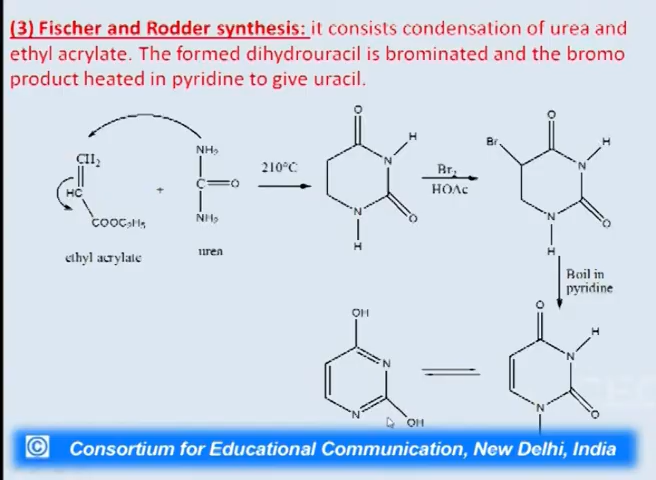 (3) Fischer and Rodder synthesis: it consists condensation of urea and
ethyl acrylate. The formed dihydrouracil is brominated and the bromo
product heated in pyridine to give uracil.
CH₂
HC
COOC₂H₅
ethyl acrylate
+
NH₂
C
O
NH₂
urea
210°C
O
H
N
N
O
H
Br₂
HOAc
O
Br
H
N
N
O
H
Boil in
pyridine
OH
N
N
OH
O
H
N
N
O
© Consortium for Educational Communication, New Delhi, India